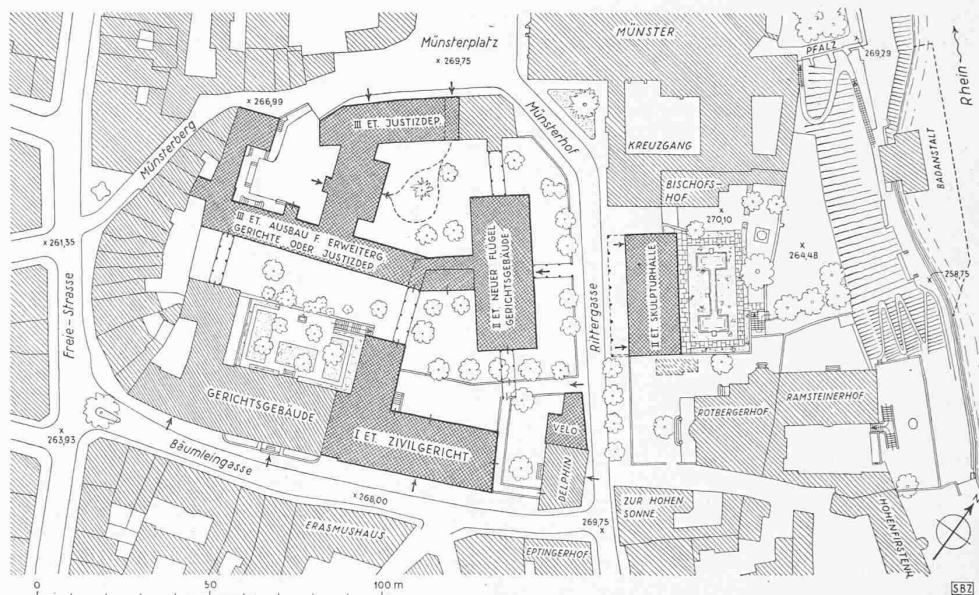 Münsterplatz
× 269,75
MÜNSTER
PFALZ
× 269,29
Rhein
× 266,99
III ET. JUSTIZDEP.
Münsterhof
Münsterberg
KREUZGANG
BADANSTALT
BISCHOFS-
HOF
× 270,10
× 261,35
III ET. AUSBAU F. ERWEITERG
GERICHTE ODER JUSTIZDEP.
II ET. NEUER FLÜGEL
GERICHTSGEBÄUDE
II ET. SKULPTURHALLE
× 264,48
258,75
Freie-Strasse
Rittergasse
GERICHTSGEBÄUDE
ROTBERGERHOF
RAMSTEINERHOF
VELO
I ET. ZIVILGERICHT
DELPHIN
× 263,93
Bäumleingasse
× 268,00
ZUR HOHEN
SONNE
HOHENFIRSTENH.
ERASMUSHAUS
269,75 ×
EPTINGERHOF
N
0 50 100 m
SBZ